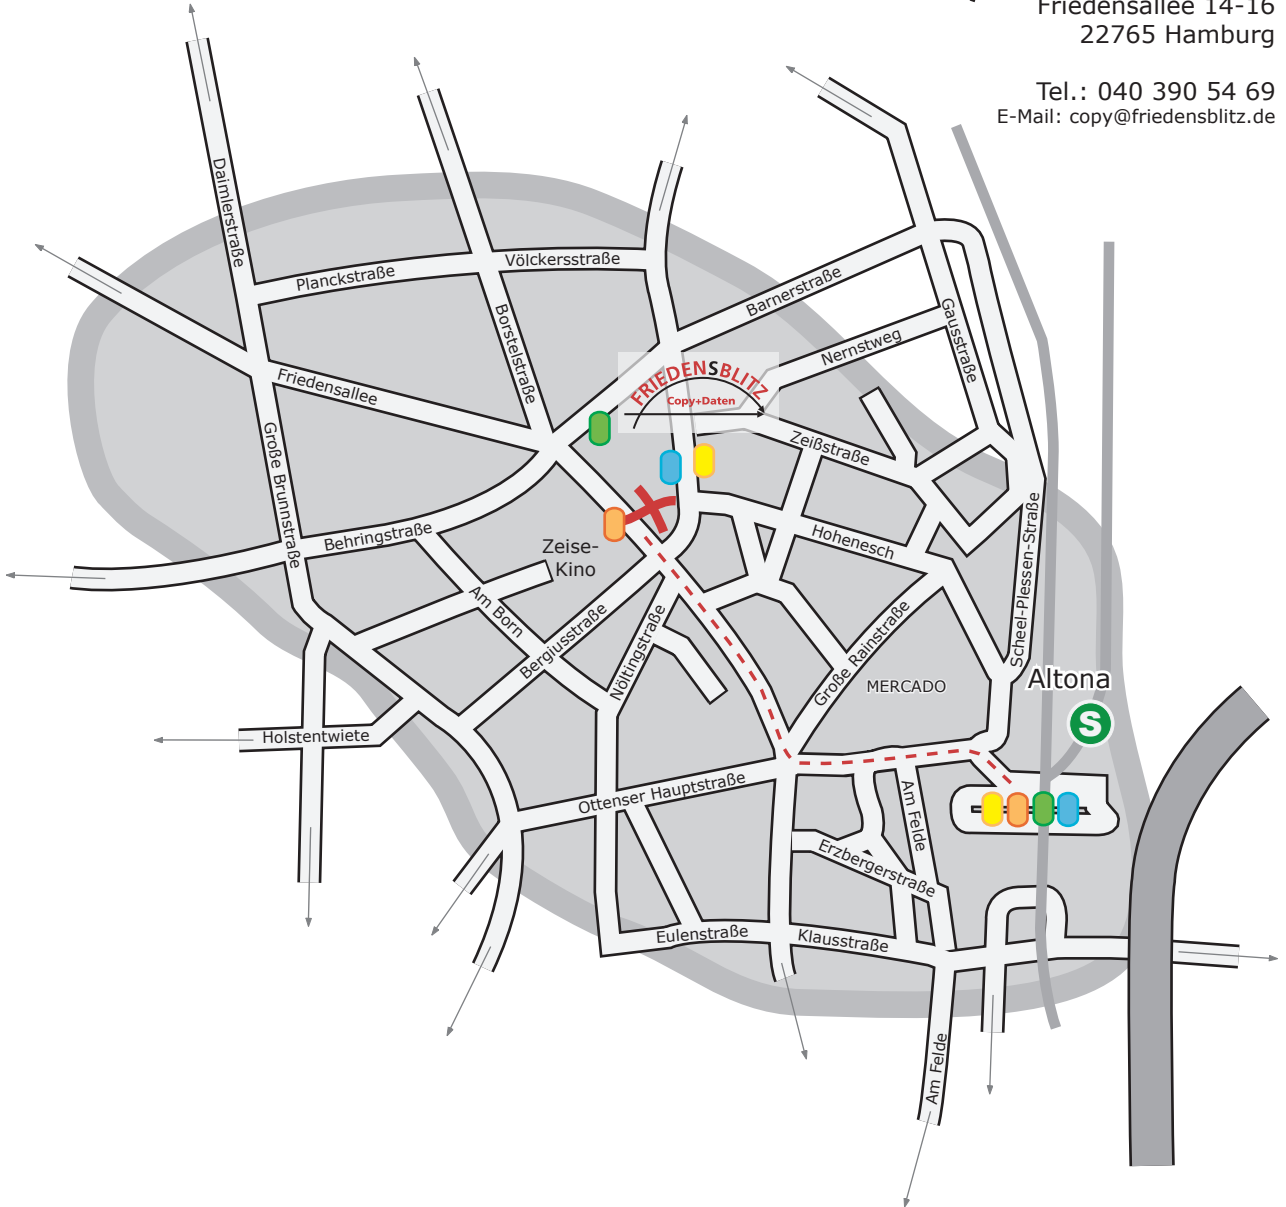 Friedensallee 14-16
22765 Hamburg
Tel.: 040 390 54 69
E-Mail: copy@friedensblitz.de
Daimlerstraße
Planckstraße
Völckersstraße
Barnerstraße
Borstelstraße
Nernstweg
Gausstraße
FRIEDENSBLITZ
Copy+Daten
Friedensallee
Große Brunnstraße
Zeißstraße
Behringstraße
Hohenesch
Zeise-
Kino
Scheel-Plessen-Straße
Am Born
Bergiusstraße
Nöltingstraße
Große Rainstraße
MERCADO
Altona
S
Holstentwiete
Ottenser Hauptstraße
Am Felde
Erzbergerstraße
Eulenstraße
Klausstraße
Am Felde